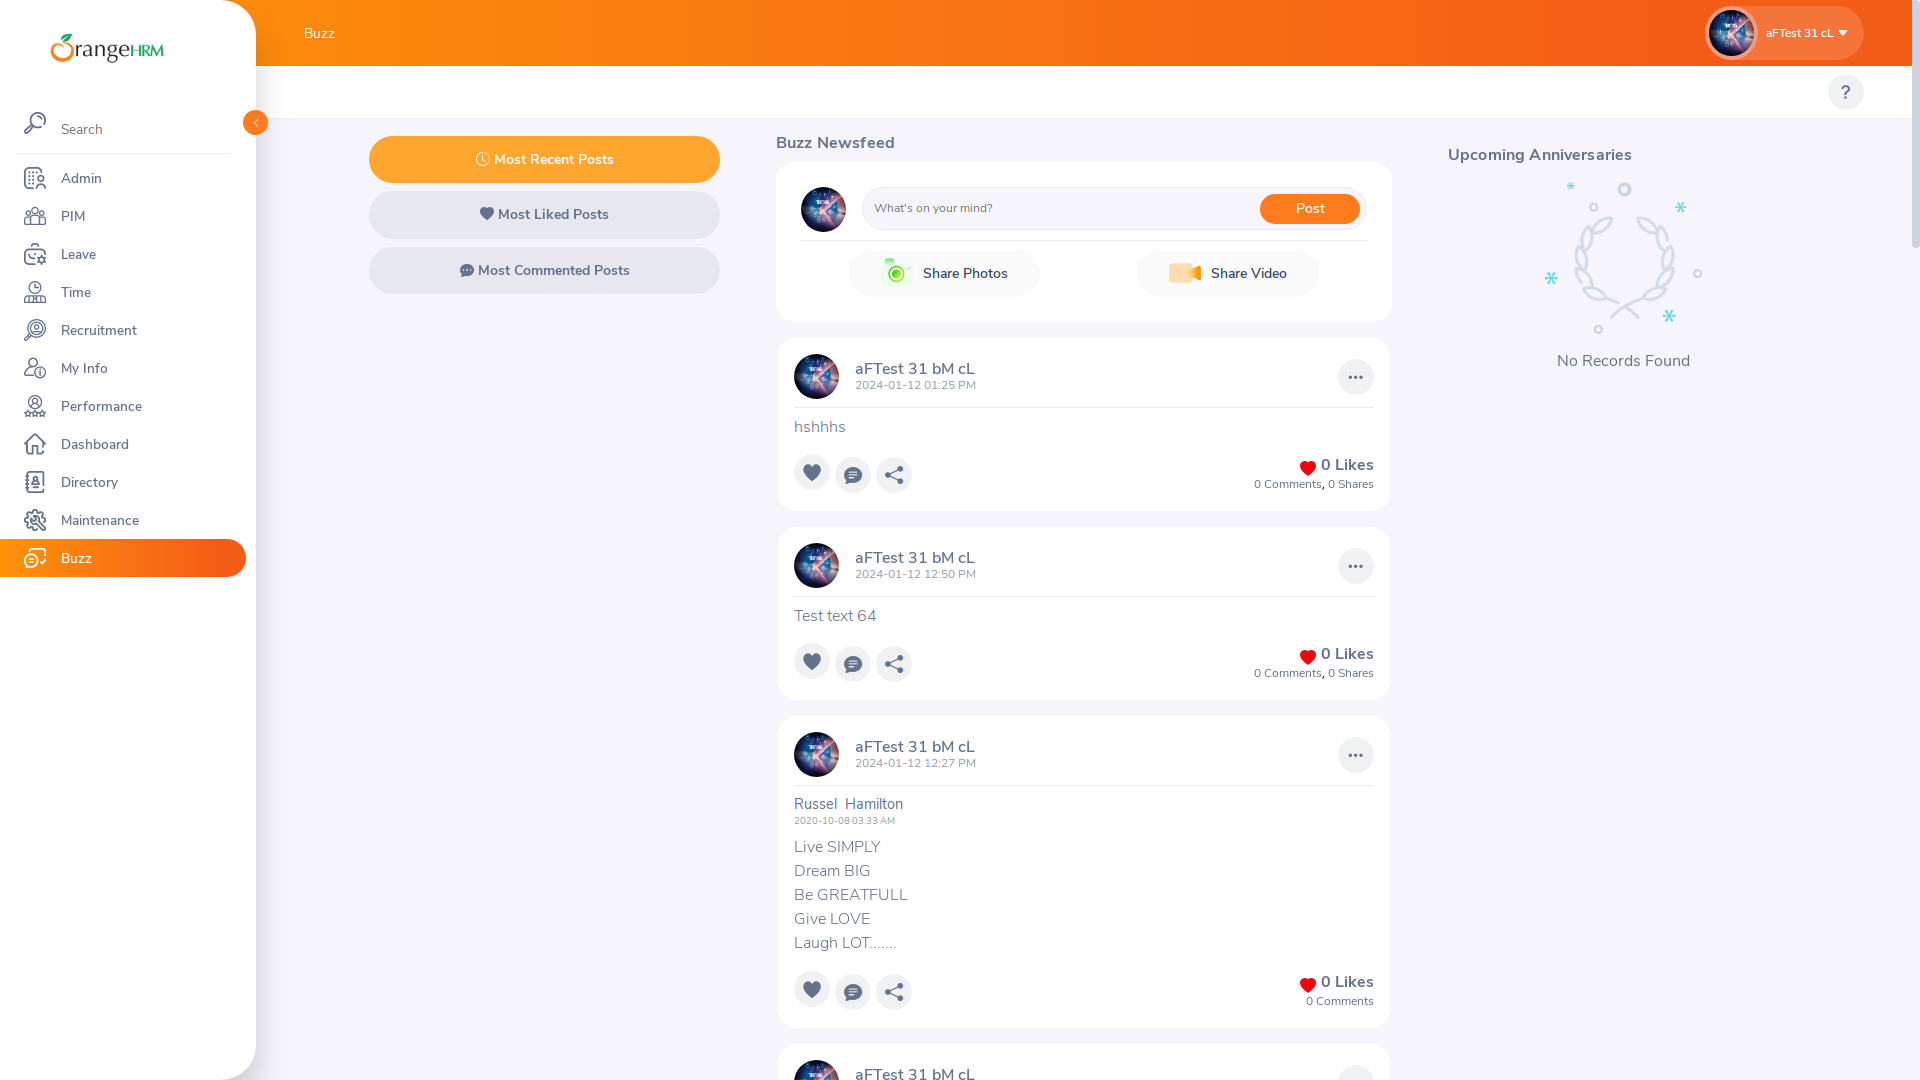 OrangeHRM
Search
Admin
PIM
Leave
Time
Recruitment
My Info
Performance
Dashboard
Directory
Maintenance
Buzz
Buzz
aFTest 31 cL
?
Most Recent Posts
Most Liked Posts
Most Commented Posts
Buzz Newsfeed
What's on your mind?
Post
Share Photos
Share Video
aFTest 31 bM cL
2024-01-12 01:25 PM
hshhhs
0 Likes
0 Comments, 0 Shares
aFTest 31 bM cL
2024-01-12 12:50 PM
Test text 64
0 Likes
0 Comments, 0 Shares
aFTest 31 bM cL
2024-01-12 12:27 PM
Russel  Hamilton
2020-10-08 03:33 AM
Live SIMPLY
Dream BIG
Be GREATFULL
Give LOVE
Laugh LOT.......
0 Likes
0 Comments
aFTest 31 bM cL
Upcoming Anniversaries
No Records Found